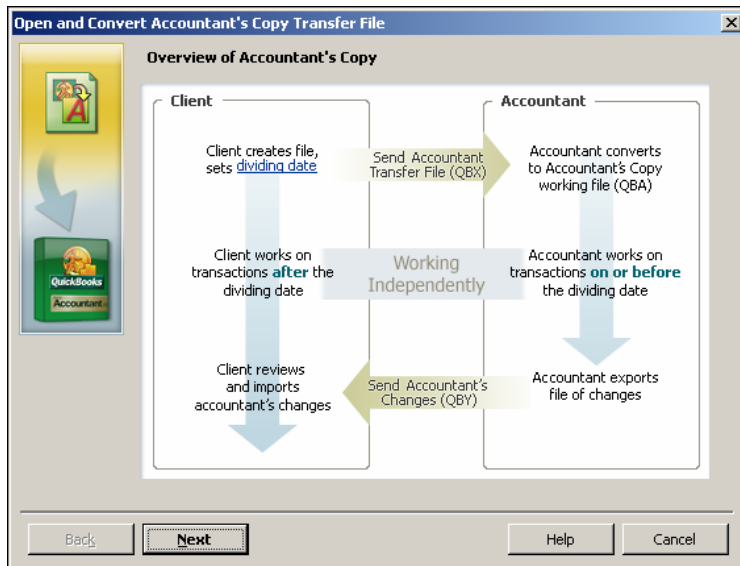 Open and Convert Accountant's Copy Transfer File
Overview of Accountant's Copy
Client
Accountant
Client creates file,
sets dividing date
Send Accountant
Transfer File (QBX)
Accountant converts
to Accountant's Copy
working file (QBA)
Client works on
transactions after the
dividing date
Working
Independently
Accountant works on
transactions on or before
the dividing date
Client reviews
and imports
accountant's changes
Send Accountant's
Changes (QBY)
Accountant exports
file of changes
A
QuickBooks
Accountant
Back
Next
Help
Cancel